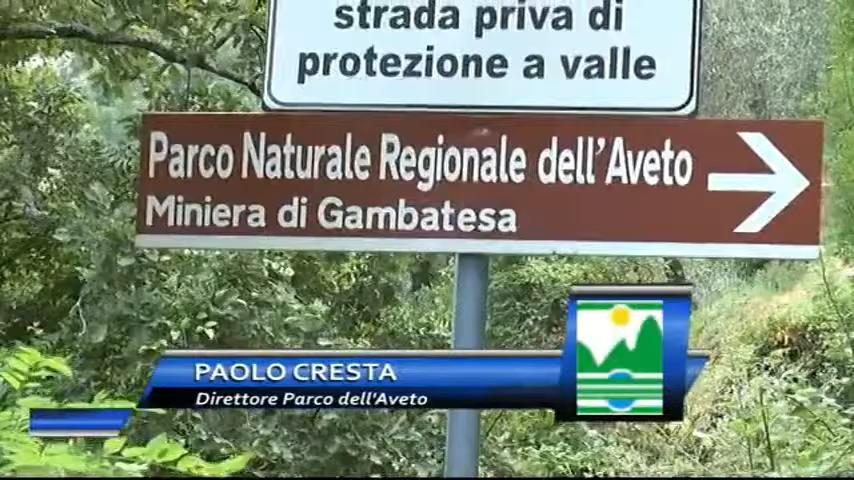 strada priva di
protezione a valle
Parco Naturale Regionale dell'Aveto
Miniera di Gambatesa
PAOLO CRESTA
Direttore Parco dell'Aveto